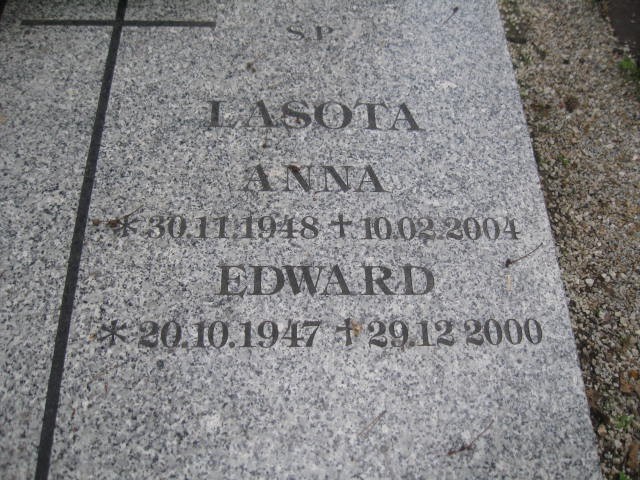 S.P.
LASOTA
ANNA
* 30.11.1948 ✝ 10.02.2004
EDWARD
* 20.10.1947 ✝ 29.12.2000